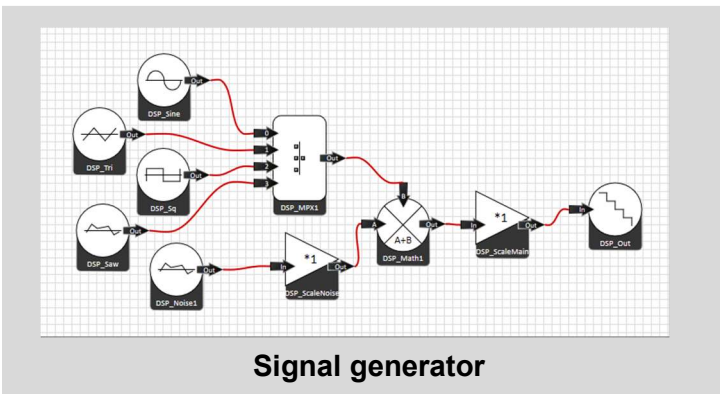 Out
DSP_Sine
Out
DSP_Tri
0
1
2
3
Out
DSP_MPX1
Out
DSP_Sq
Out
DSP_Saw
Out
DSP_Noise1
In
*1
Out
DSP_ScaleNoise
A
B
Out
A+B
DSP_Math1
In
*1
Out
DSP_ScaleMain
In
DSP_Out
Signal generator